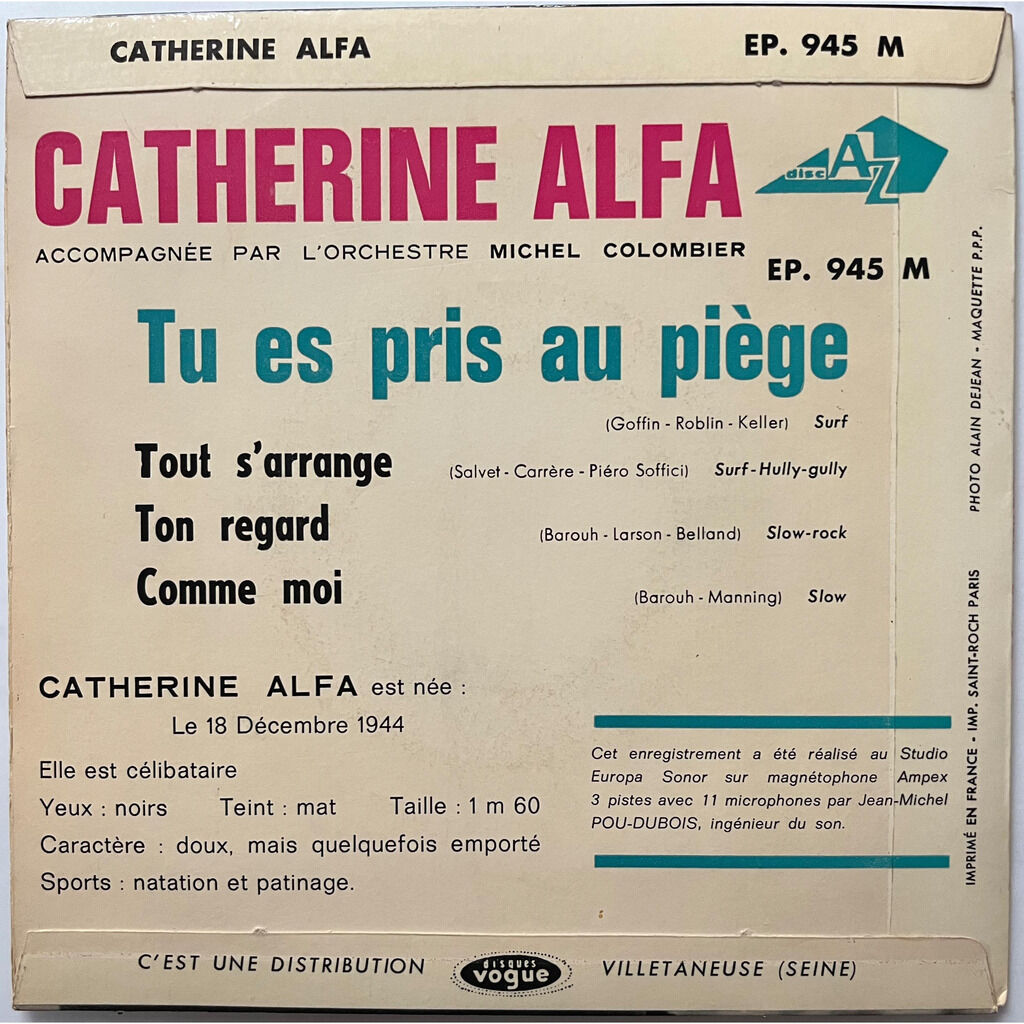 CATHERINE ALFA EP. 945 M
CATHERINE ALFA disc AZ
ACCOMPAGNÉE PAR L'ORCHESTRE MICHEL COLOMBIER
EP. 945 M
Tu es pris au piège
(Goffin - Roblin - Keller) Surf
Tout s'arrange (Salvet - Carrère - Piéro Soffici) Surf-Hully-gully
Ton regard (Barouh - Larson - Belland) Slow-rock
Comme moi (Barouh - Manning) Slow
CATHERINE ALFA est née :
Le 18 Décembre 1944
Elle est célibataire
Yeux : noirs Teint : mat Taille : 1 m 60
Caractère : doux, mais quelquefois emporté
Sports : natation et patinage.
Cet enregistrement a été réalisé au Studio
Europa Sonor sur magnétophone Ampex
3 pistes avec 11 microphones par Jean-Michel
POU-DUBOIS, ingénieur du son.
IMPRIMÉ EN FRANCE - IMP. SAINT-ROCH PARIS PHOTO ALAIN DEJEAN - MAQUETTE P.P.P.
C'EST UNE DISTRIBUTION disques vogue VILLETANEUSE (SEINE)